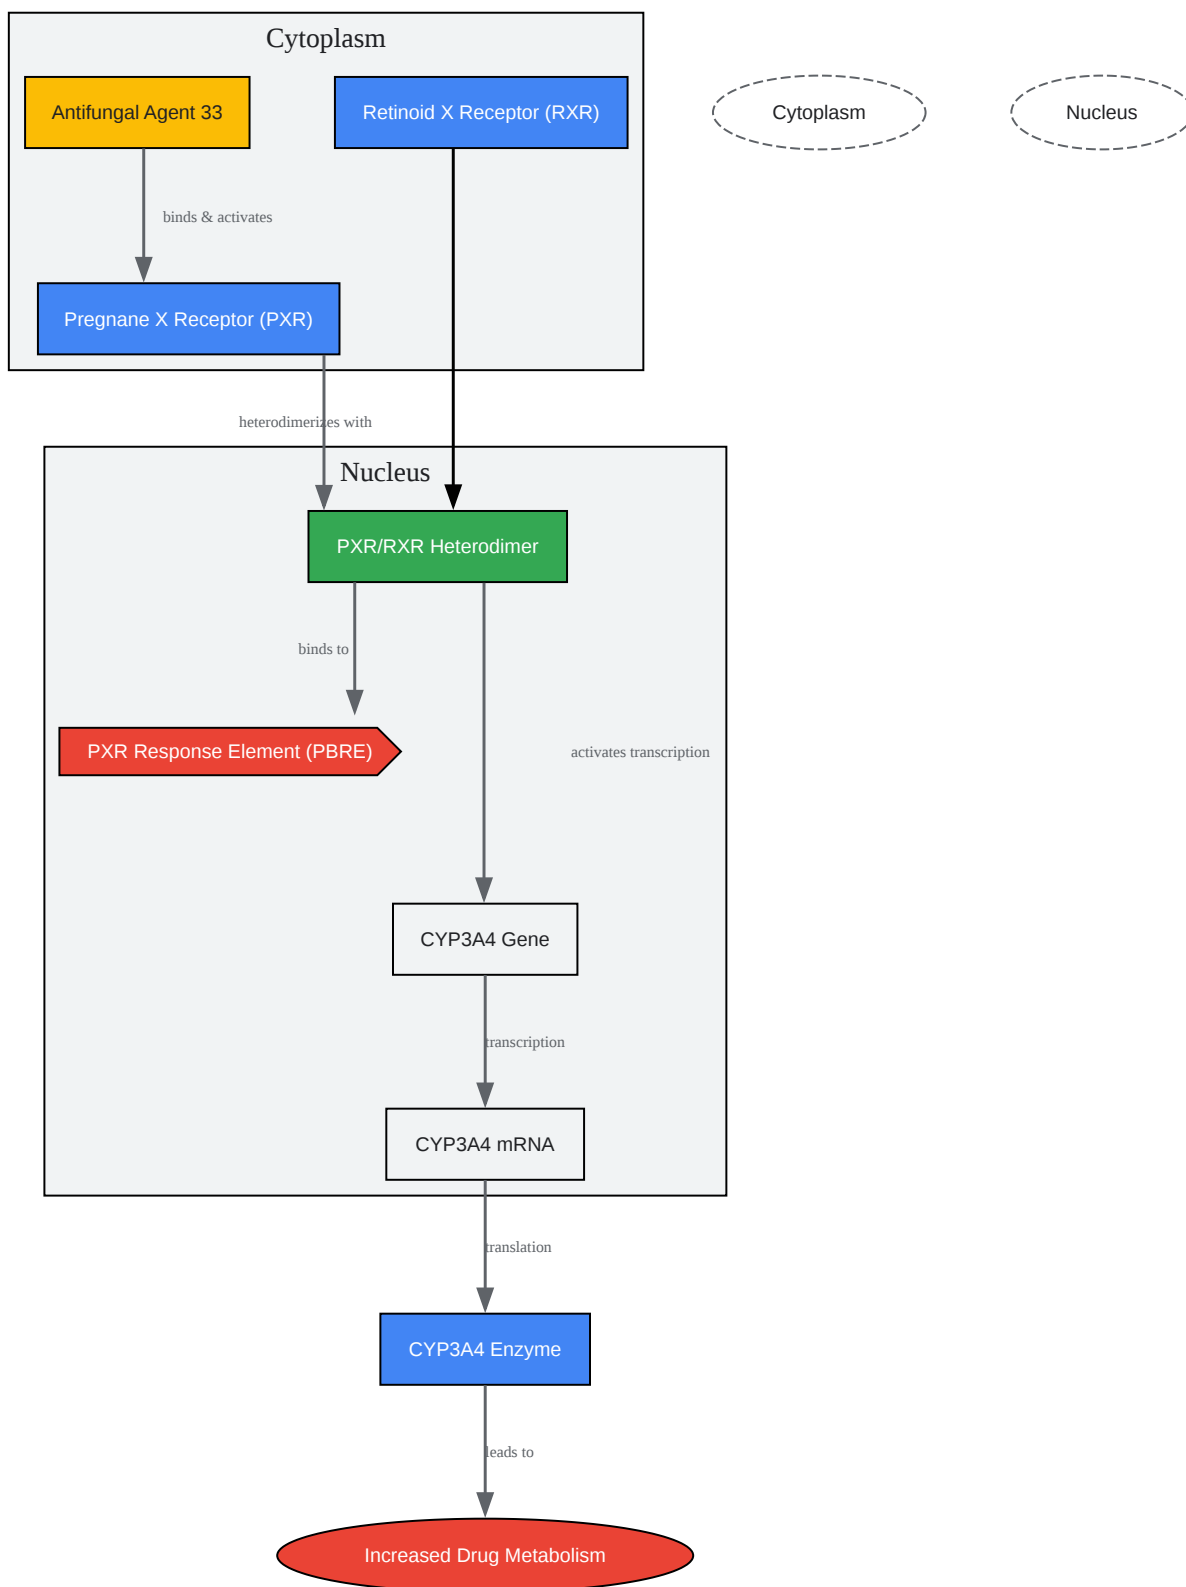 Cytoplasm
Antifungal Agent 33
Retinoid X Receptor (RXR)
Cytoplasm
Nucleus
binds & activates
Pregnane X Receptor (PXR)
heterodimerizes with
Nucleus
PXR/RXR Heterodimer
binds to
PXR Response Element (PBRE)
activates transcription
CYP3A4 Gene
transcription
CYP3A4 mRNA
translation
CYP3A4 Enzyme
leads to
Increased Drug Metabolism